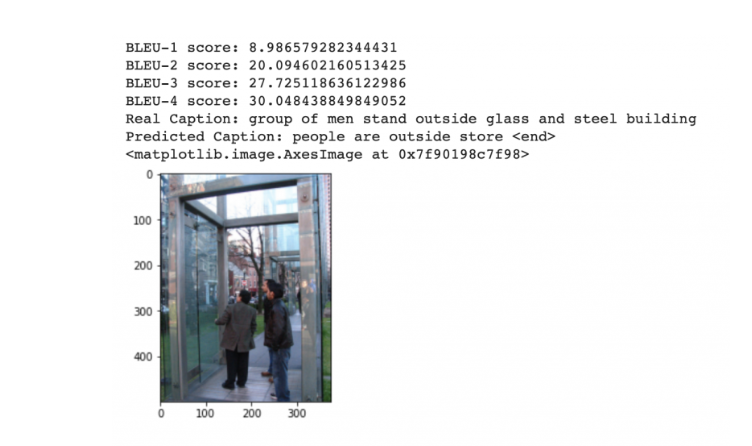 BLEU-1 score: 8.986579282344431
BLEU-2 score: 20.094602160513425
BLEU-3 score: 27.725118636122986
BLEU-4 score: 30.048438849849052
Real Caption: group of men stand outside glass and steel building
Predicted Caption: people are outside store <end>
<matplotlib.image.AxesImage at 0x7f90198c7f98>
0
100
200
300
400
0 100 200 300